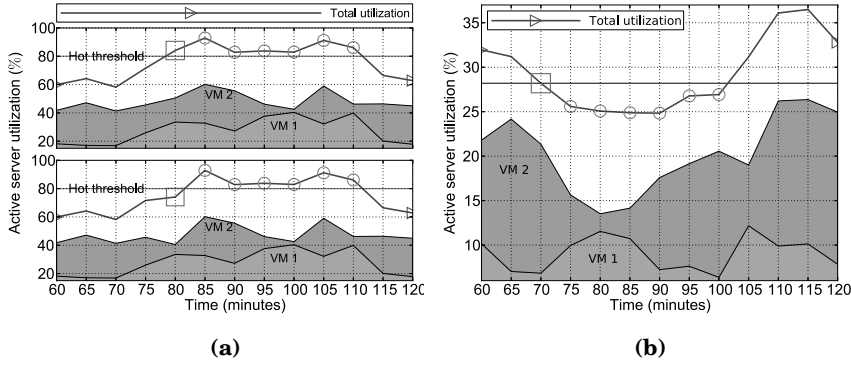 Total utilization
100
80
60
40
20
Hot threshold
VM 2
VM 1
100
80
60
40
20
Hot threshold
VM 2
VM 1
60 65 70 75 80 85 90 95 100 105 110 115 120
Time (minutes)
Active server utilization (%)
(a)
Total utilization
35
30
25
20
15
10
VM 2
VM 1
60 65 70 75 80 85 90 95 100 105 110 115 120
Time (minutes)
Active server utilization (%)
(b)